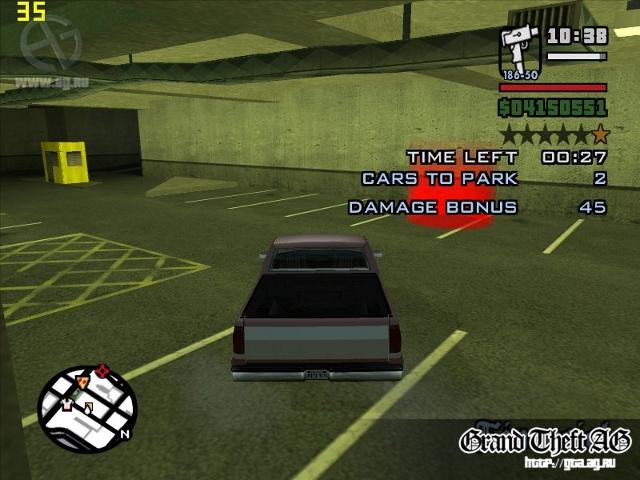 35
AG
www.ag.ru
10:38
186-50
$04150551
TIME LEFT 00:27
CARS TO PARK 2
DAMAGE BONUS 45
N
Grand Theft AG
http://gta.ag.ru